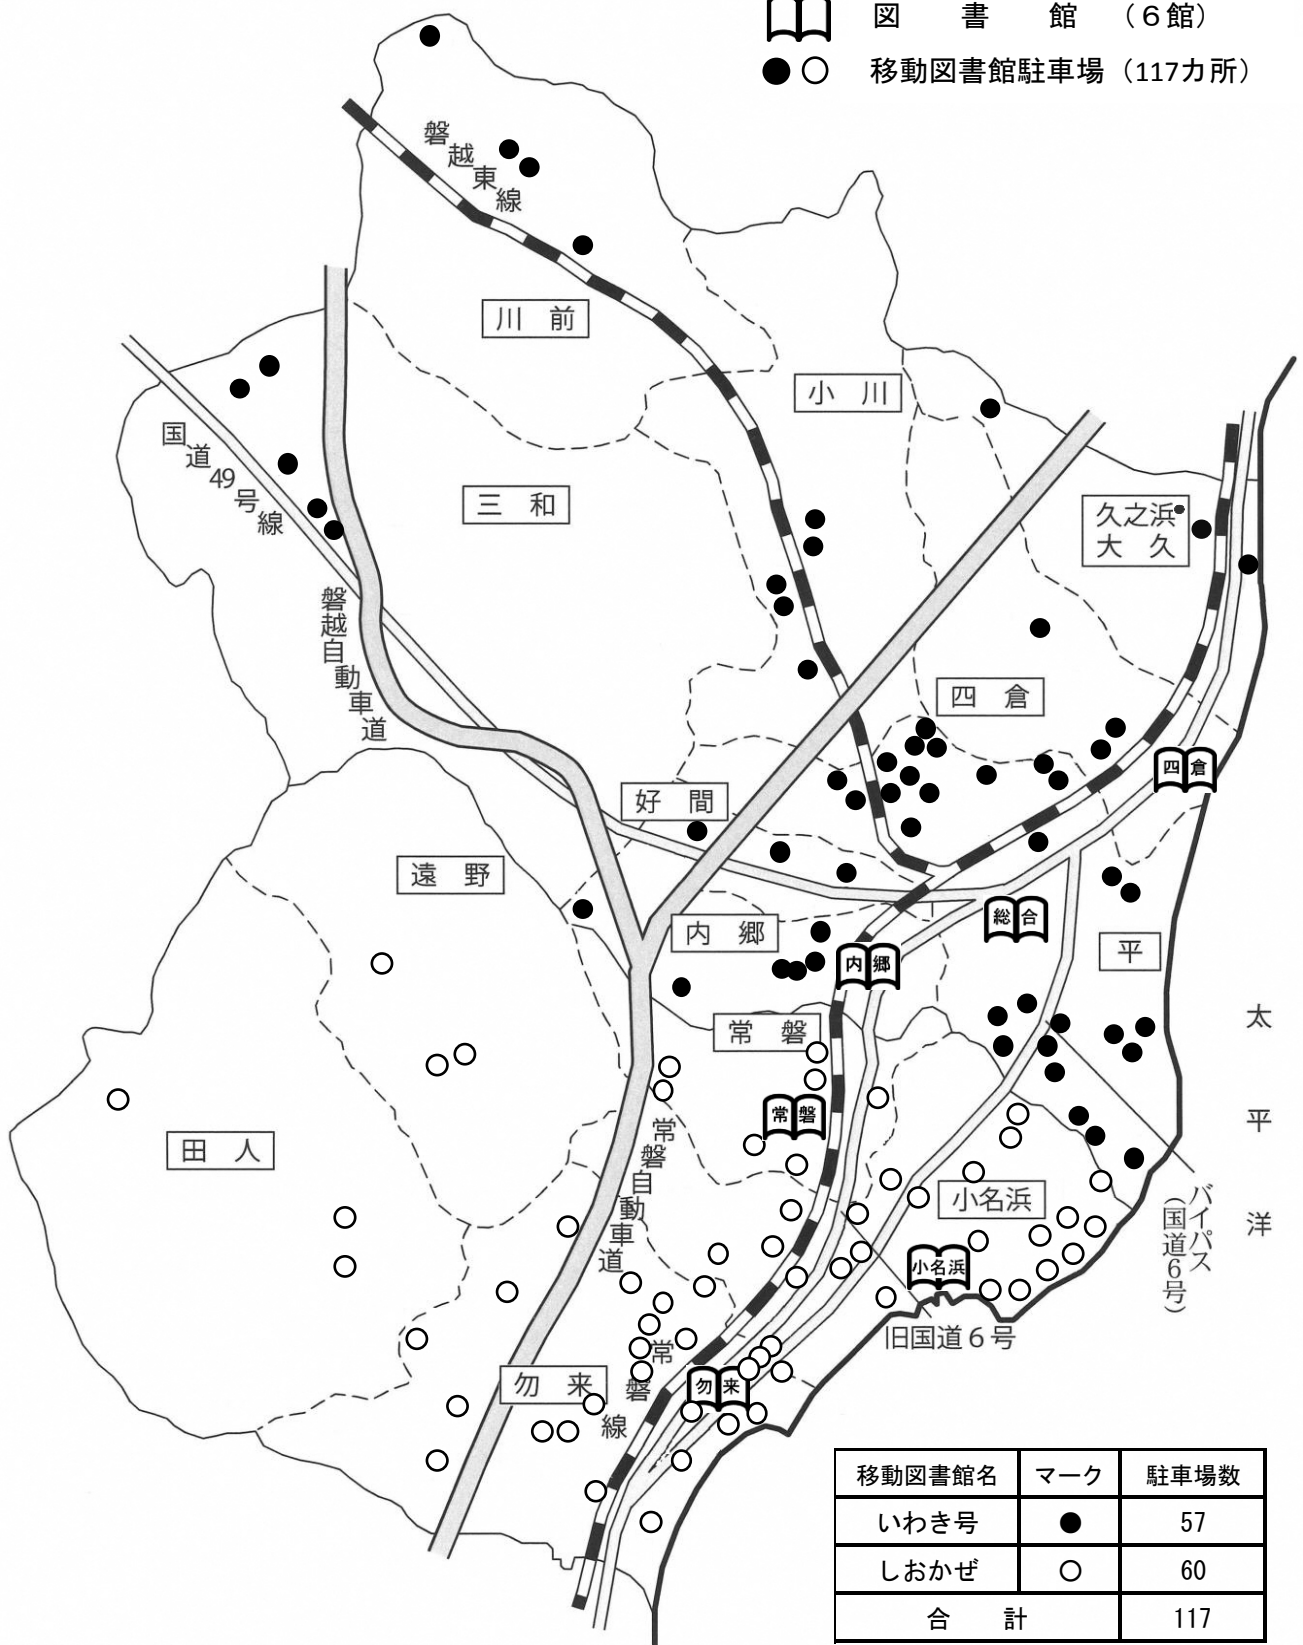 図書館（６館）
移動図書館駐車場（117カ所）
磐越東線
川前
小川
国道49号線
三和
久之浜
大久
磐越自動車道
四倉
四倉
好間
遠野
内郷
総合
内郷
平
常磐
常磐
田人
常磐自動車道
小名浜
小名浜
バイパス
（国道６号）
太平洋
旧国道６号
常磐線
勿来
勿来
移動図書館名 マーク 駐車場数
いわき号 ● 57
しおかぜ ○ 60
合計 117